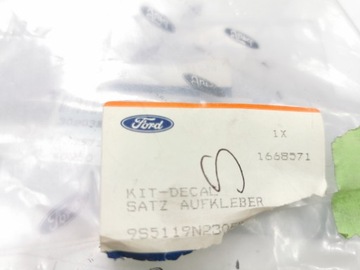 Ford
1X
1668571
S
KIT-DECAL
SATZ AUFKLEBER